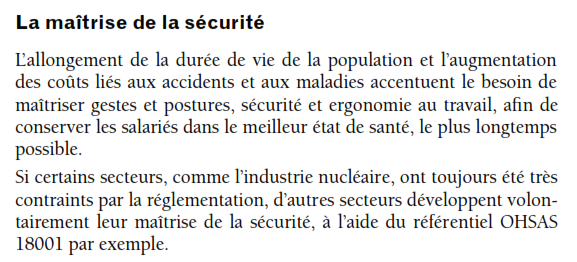 La maîtrise de la sécurité
L'allongement de la durée de vie de la population et l'augmentation
des coûts liés aux accidents et aux maladies accentuent le besoin de
maîtriser gestes et postures, sécurité et ergonomie au travail, afin de
conserver les salariés dans le meilleur état de santé, le plus longtemps
possible.
Si certains secteurs, comme l'industrie nucléaire, ont toujours été très
contraints par la réglementation, d'autres secteurs développent volon-
tairement leur maîtrise de la sécurité, à l'aide du référentiel OHSAS
18001 par exemple.